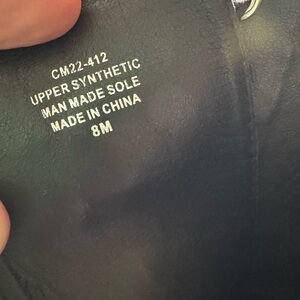 CM22-412
UPPER SYNTHETIC
MAN MADE SOLE
MADE IN CHINA
8M